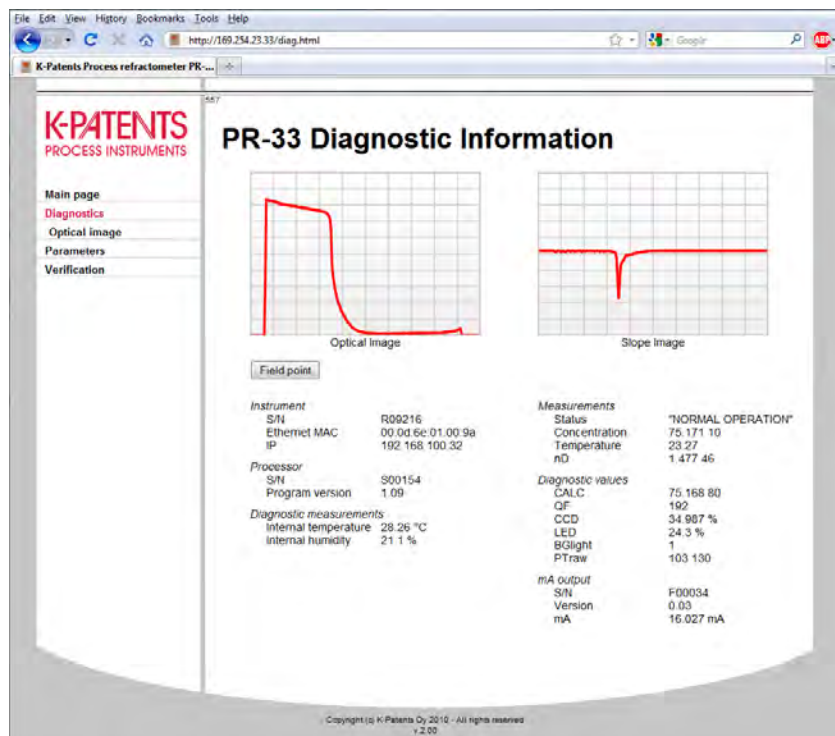 File Edit View History Bookmarks Tools Help
http://169.254.23.33/diag.html
Google
ABP
K-Patents Process refractometer PR-...
K-PATENTS
PROCESS INSTRUMENTS
Main page
Diagnostics
Optical image
Parameters
Verification
PR-33 Diagnostic Information
Optical Image
Slope Image
Field point
Instrument
S/N R09216
Ethernet MAC 00:0d:6e:01:00:9a
IP 192.168.100.32
Processor
S/N S00154
Program version 1.09
Diagnostic measurements
Internal temperature 28.26 °C
Internal humidity 21.1 %
Measurements
Status "NORMAL OPERATION"
Concentration 75.171 10
Temperature 23.27
nD 1.477 46
Diagnostic values
CALC 75.168 80
QF 192
CCD 34.987 %
LED 24.3 %
BGlight 1
PTraw 103 130
mA output
S/N F00034
Version 0.03
mA 16.027 mA
Copyright (c) K-Patents Oy 2010 - All rights reserved
v.2.00